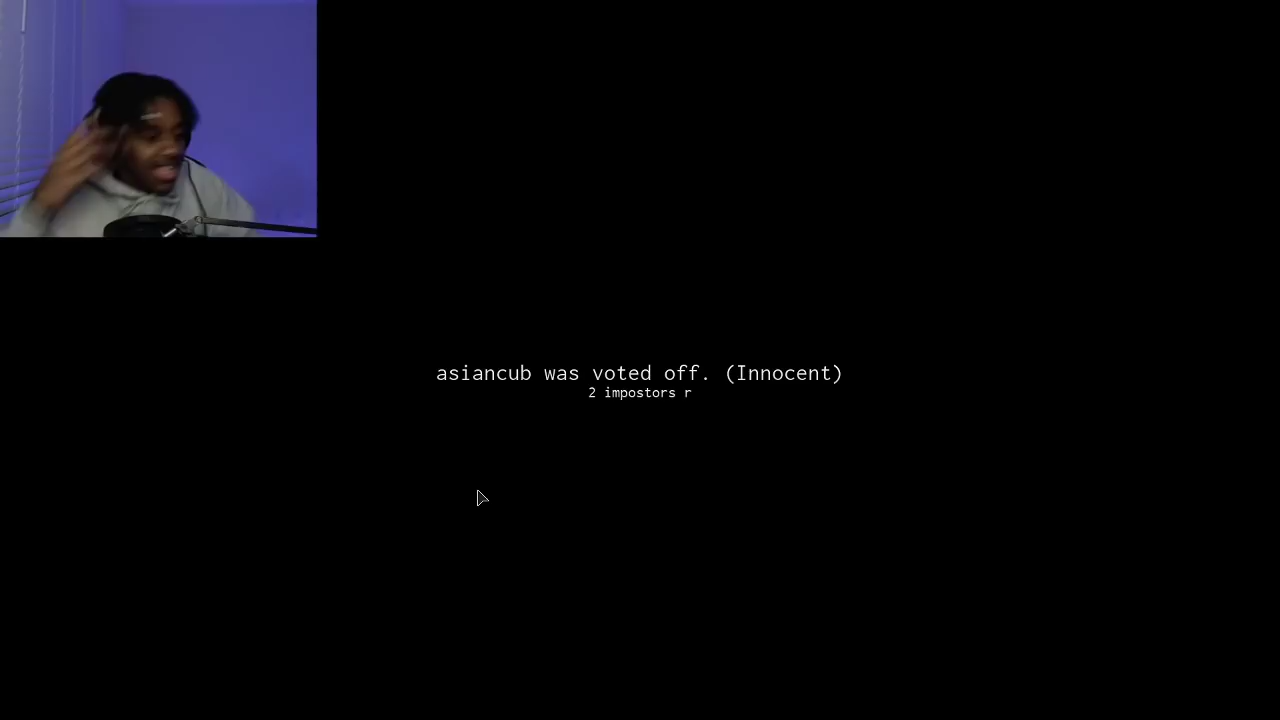 asiancub was voted off. (Innocent)
2 impostors r